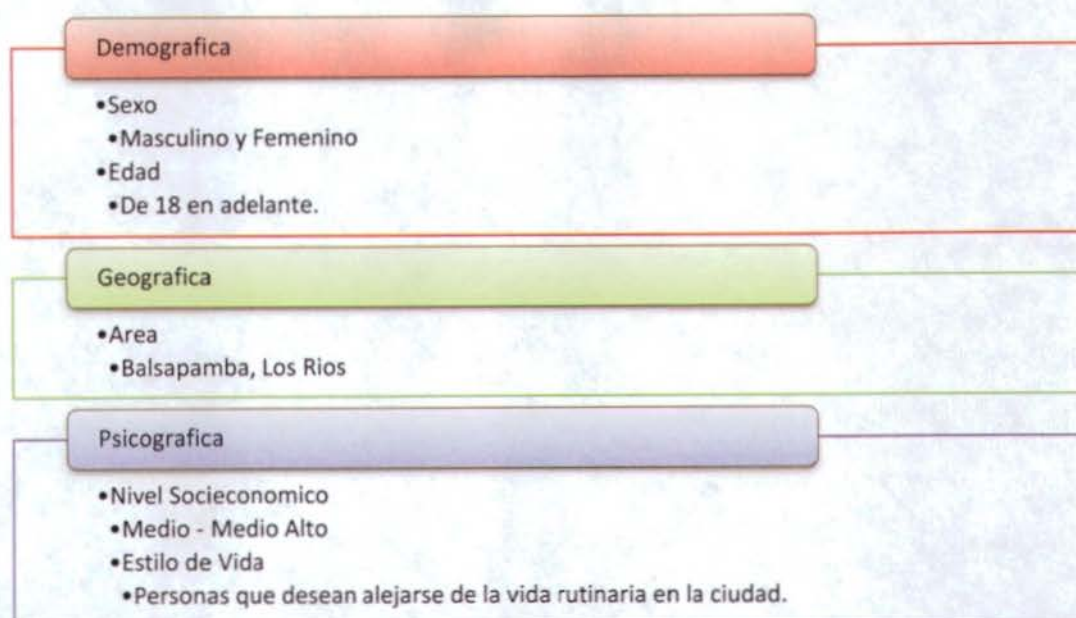 Demografica
•Sexo
•Masculino y Femenino
•Edad
•De 18 en adelante.
Geografica
•Area
•Balsapamba, Los Rios
Psicografica
•Nivel Socieconomico
•Medio - Medio Alto
•Estilo de Vida
•Personas que desean alejarse de la vida rutinaria en la ciudad.